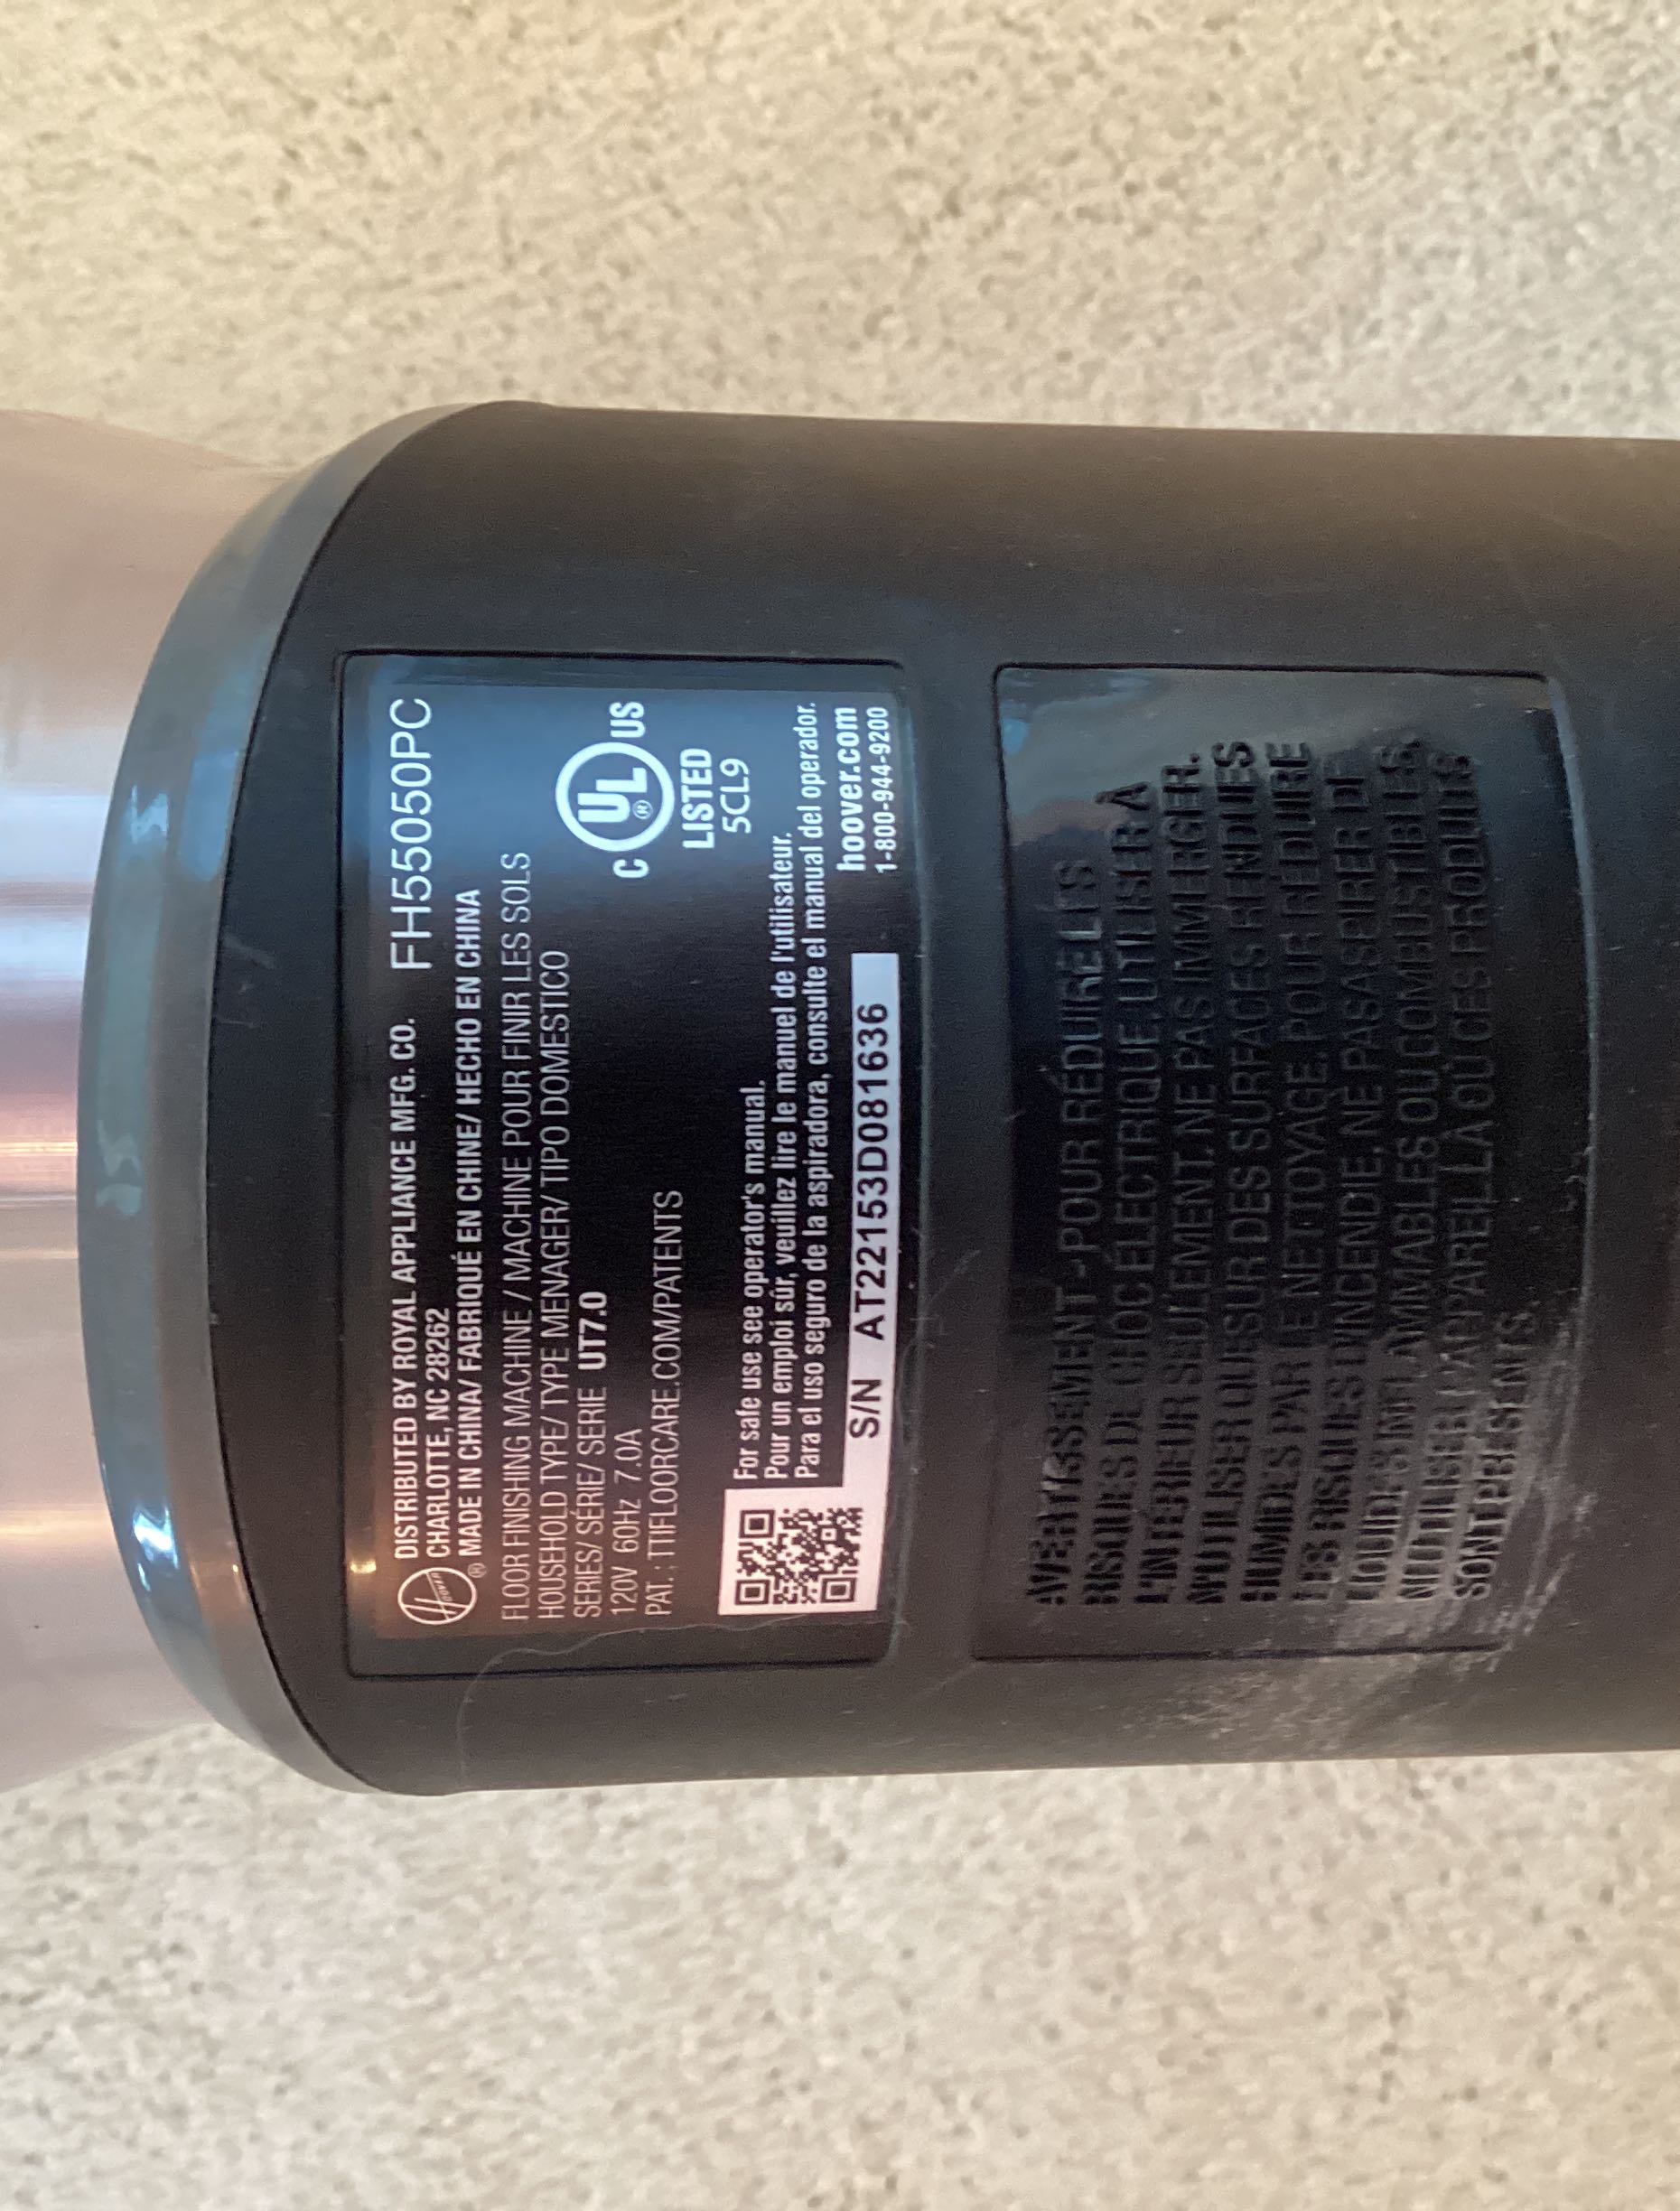 DISTRIBUTED BY ROYAL APPLIANCE MFG. CO. FH55050PC
CHARLOTTE, NC 28262
® MADE IN CHINA/ FABRIQUÉ EN CHINE/ HECHO EN CHINA
HOOVER
FLOOR FINISHING MACHINE / MACHINE POUR FINIR LES SOLS
HOUSEHOLD TYPE/ TYPE MENAGER/ TIPO DOMESTICO
SERIES/ SÉRIE/ SERIE UT7.0
120V 60Hz 7.0A
PAT.: TTIFLOORCARE.COM/PATENTS
C UL ® US
LISTED
5CL9
For safe use see operator's manual.
Pour un emploi sûr, veuillez lire le manuel de l'utilisateur.
Para el uso seguro de la aspiradora, consulte el manual del operador.
S/N AT22153D081636
hoover.com
1-800-944-9200
AVERTISSEMENT - POUR RÉDUIRE LES
RISQUES DE CHOC ÉLECTRIQUE, UTILISER À
L'INTÉRIEUR SEULEMENT. NE PAS IMMERGER.
N'UTILISER QUE SUR DES SURFACES RENDUES
HUMIDES PAR LE NETTOYAGE. POUR RÉDUIRE
LES RISQUES D'INCENDIE, NE PAS ASPIRER DE
LIQUIDES INFLAMMABLES OU COMBUSTIBLES,
NI UTILISER L'APPAREIL LÀ OÙ CES PRODUITS
SONT PRÉSENTS.